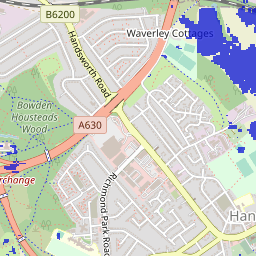 B6200
Waverley Cottages
Handsworth Road
Bowden
Housteads
Wood
A630
rchange
Richmond Park Road
Han